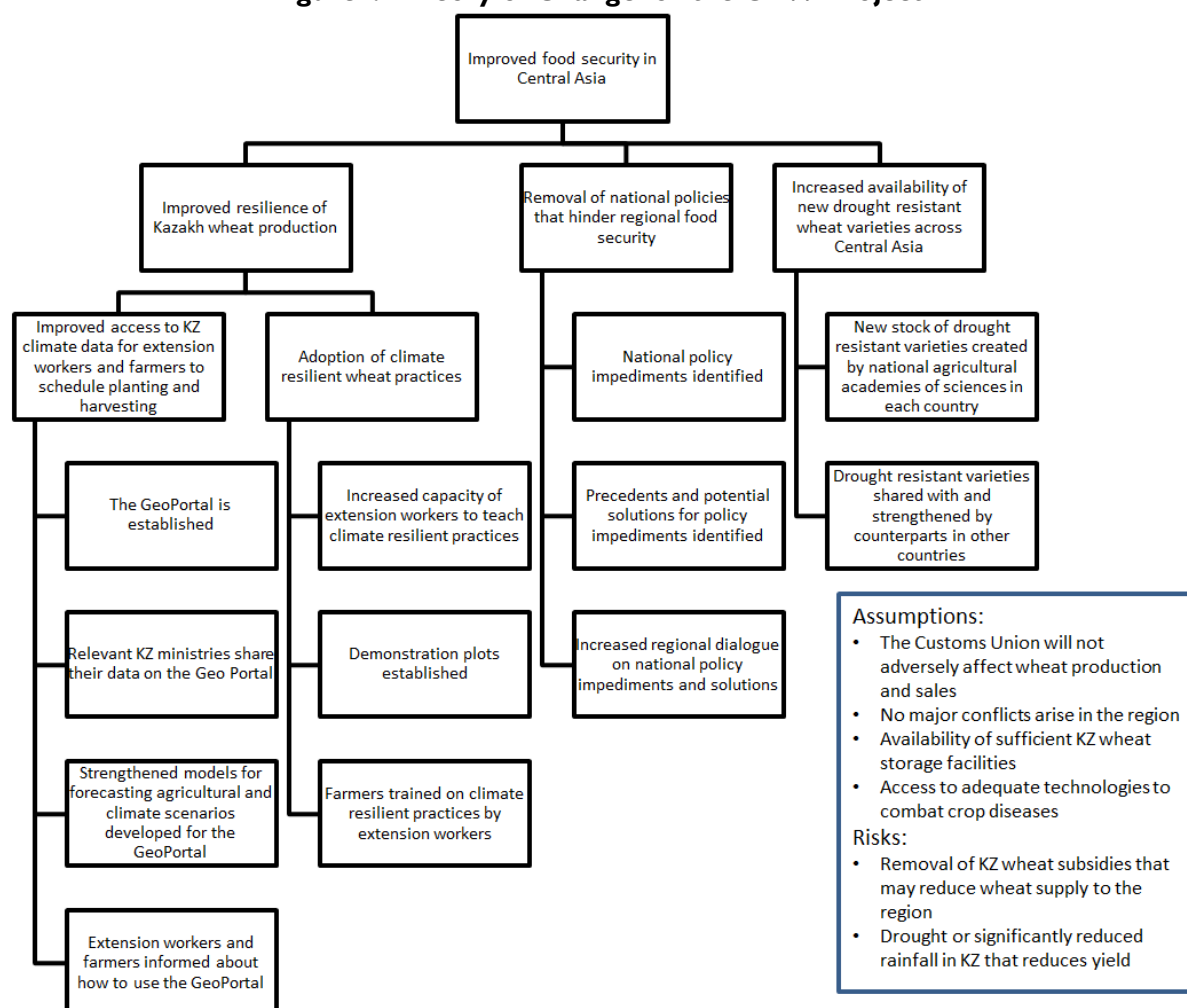 Improved food security in
Central Asia
Improved resilience of
Kazakh wheat production
Removal of national policies
that hinder regional food
security
Increased availability of
new drought resistant
wheat varieties across
Central Asia
Improved access to KZ
climate data for extension
workers and farmers to
schedule planting and
harvesting
Adoption of climate
resilient wheat practices
National policy
impediments identified
New stock of drought
resistant varieties created
by national agricultural
academies of sciences in
each country
The GeoPortal is
established
Increased capacity of
extension workers to teach
climate resilient practices
Precedents and potential
solutions for policy
impediments identified
Drought resistant varieties
shared with and
strengthened by
counterparts in other
countries
Relevant KZ ministries share
their data on the Geo Portal
Demonstration plots
established
Increased regional dialogue
on national policy
impediments and solutions
Strengthened models for
forecasting agricultural and
climate scenarios
developed for the
GeoPortal
Farmers trained on climate
resilient practices by
extension workers
Extension workers and
farmers informed about
how to use the GeoPortal
Assumptions:
• The Customs Union will not
adversely affect wheat production
and sales
• No major conflicts arise in the region
• Availability of sufficient KZ wheat
storage facilities
• Access to adequate technologies to
combat crop diseases
Risks:
• Removal of KZ wheat subsidies that
may reduce wheat supply to the
region
• Drought or significantly reduced
rainfall in KZ that reduces yield